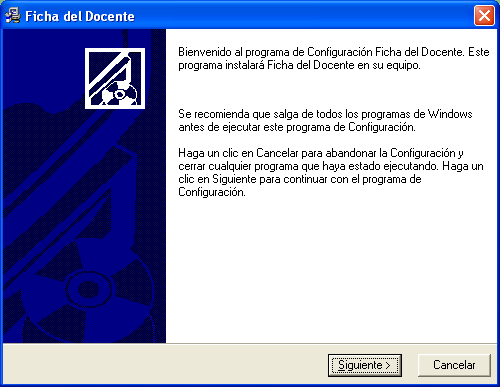 Ficha del Docente
Bienvenido al programa de Configuración Ficha del Docente. Este
programa instalará Ficha del Docente en su equipo.
Se recomienda que salga de todos los programas de Windows
antes de ejecutar este programa de Configuración.
Haga un clic en Cancelar para abandonar la Configuración y
cerrar cualquier programa que haya estado ejecutando. Haga un
clic en Siguiente para continuar con el programa de
Configuración.
Siguiente >
Cancelar